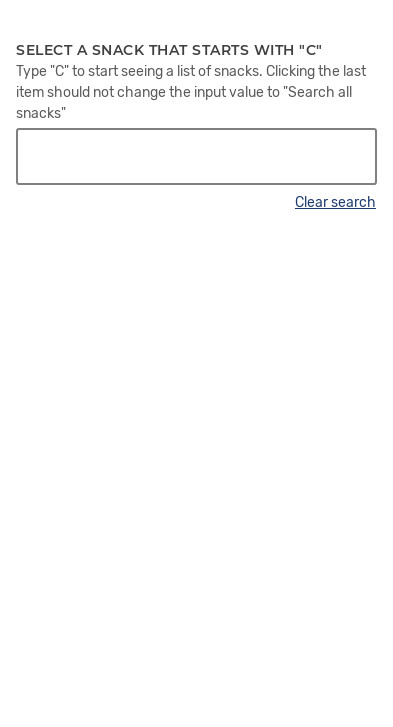 SELECT A SNACK THAT STARTS WITH "C"
Type "C" to start seeing a list of snacks. Clicking the last
item should not change the input value to "Search all
snacks"
Clear search